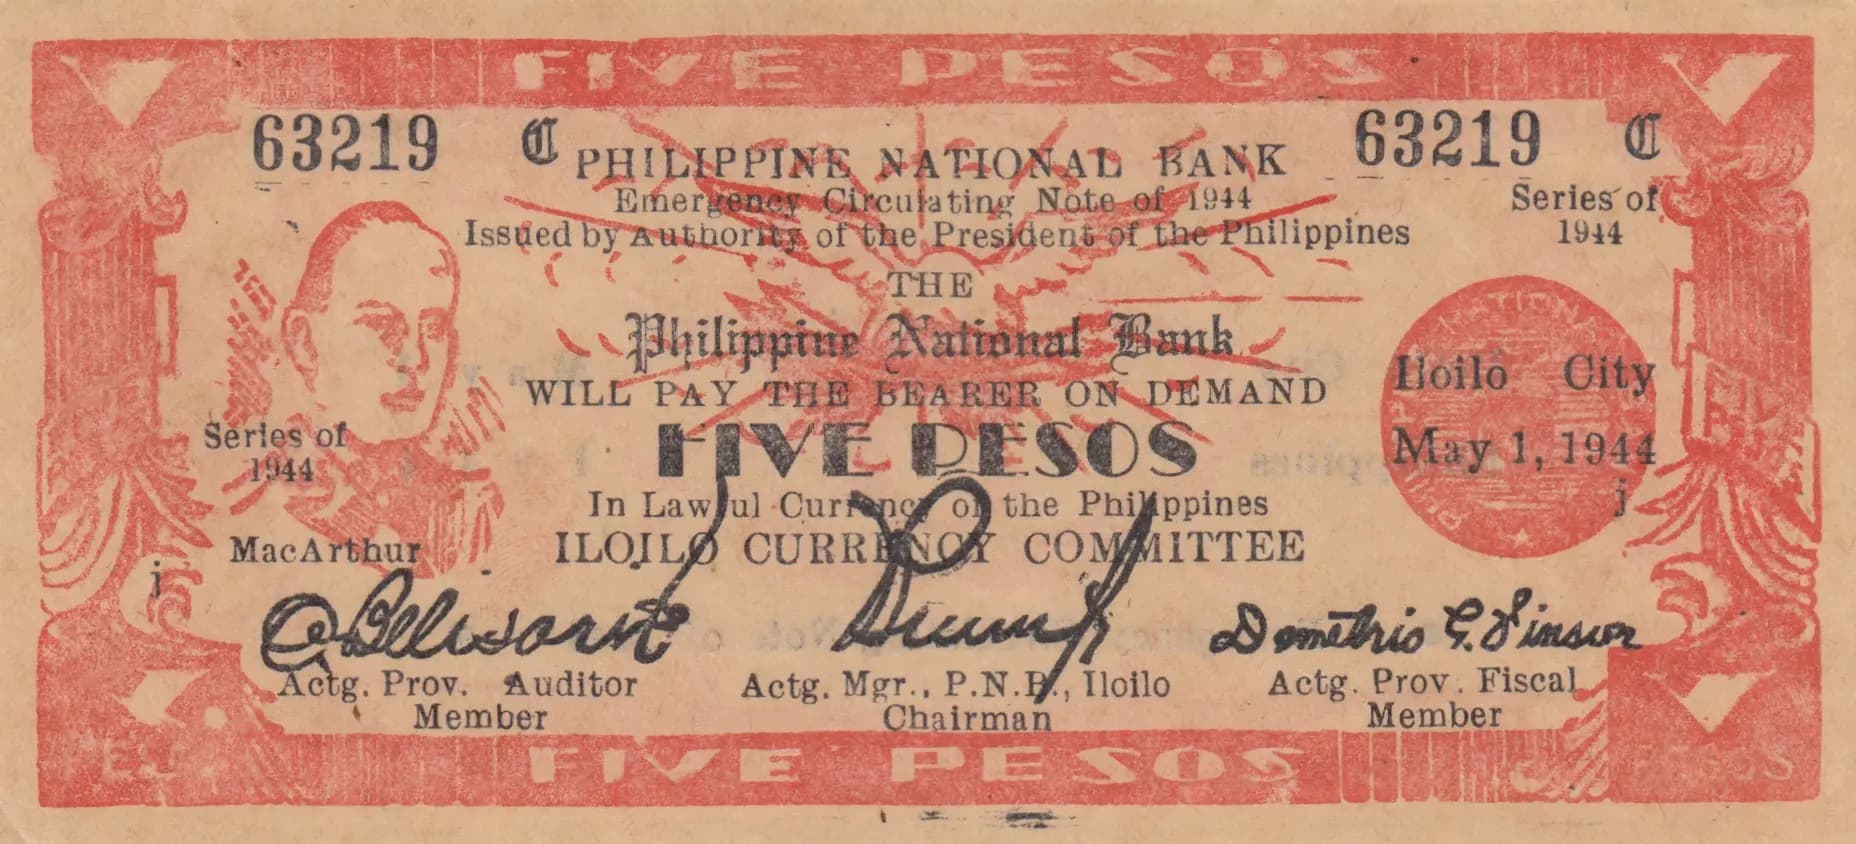 FIVE PESOS
63219 C
63219 C
PHILIPPINE NATIONAL BANK
Emergency Circulating Note of 1944
Series of
1944
Issued by Authority of the President of the Philippines
THE
Philippine National Bank
WILL PAY THE BEARER ON DEMAND
FIVE PESOS
Iloilo City
May 1, 1944
j
Series of
1944
In Lawful Currency of the Philippines
MacArthur
j
ILOILO CURRENCY COMMITTEE
Demetrio G. Vinson
Actg. Prov. Auditor
Member
Actg. Mgr., P.N.B., Iloilo
Chairman
Actg. Prov. Fiscal
Member
FIVE PESOS
PESOS